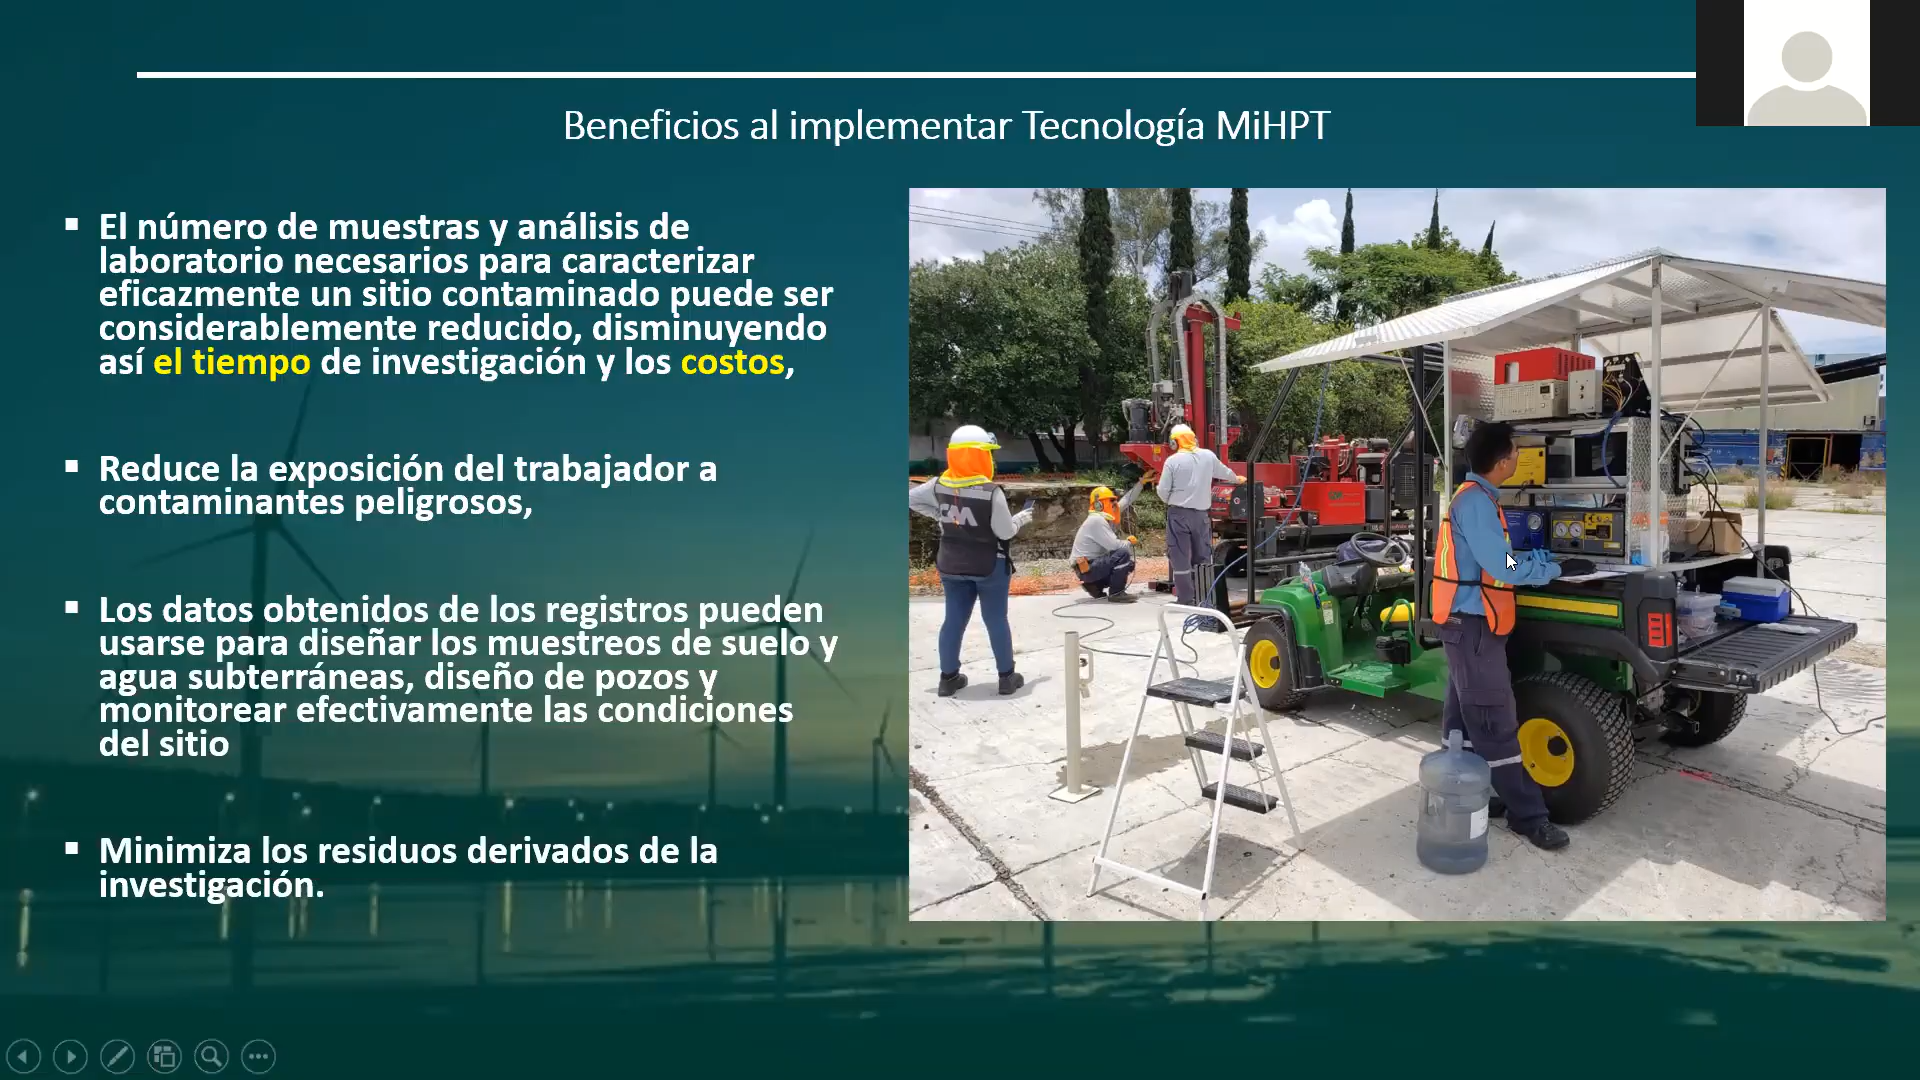 Beneficios al implementar Tecnología MiHPT
El número de muestras y análisis de
laboratorio necesarios para caracterizar
eficazmente un sitio contaminado puede ser
considerablemente reducido, disminuyendo
así el tiempo de investigación y los costos,
Reduce la exposición del trabajador a
contaminantes peligrosos,
Los datos obtenidos de los registros pueden
usarse para diseñar los muestreos de suelo y
agua subterráneas, diseño de pozos y
monitorear efectivamente las condiciones
del sitio
Minimiza los residuos derivados de la
investigación.